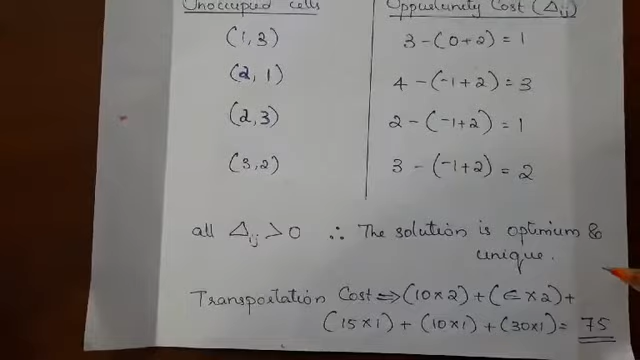 Unoccupied cells Oppurtunity Cost (Δij)
(1,3) 3 - (0+2) = 1
(2,1) 4 - (-1+2) = 3
(2,3) 2 - (-1+2) = 1
(3,2) 3 - (-1+2) = 2
all Δij > 0 ∴ The solution is optimum &
unique.
Transportation Cost ⇒ (10×2) + (∈×2) +
(15×1) + (10×1) + (30×1) = 75